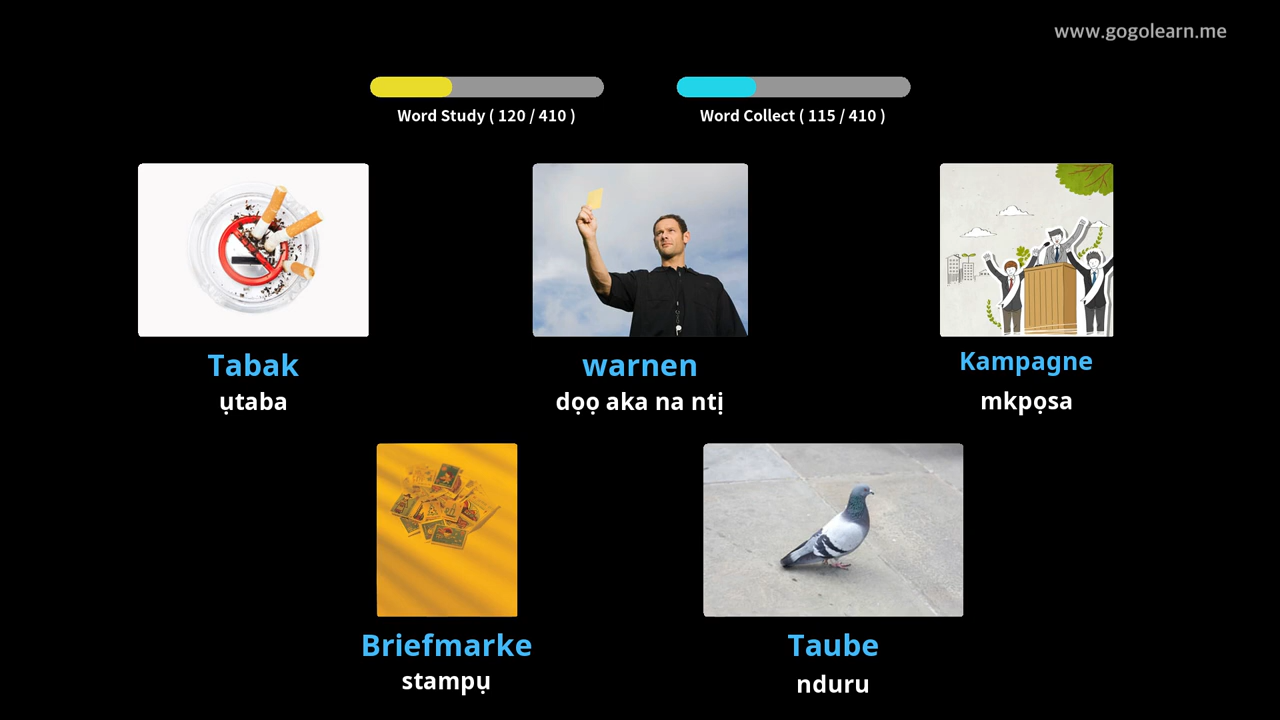 www.gogolearn.me
Word Study ( 120 / 410 )
Word Collect ( 115 / 410 )
Tabak
ụtaba
warnen
dọọ aka na ntị
Kampagne
mkpọsa
Briefmarke
stampụ
Taube
nduru